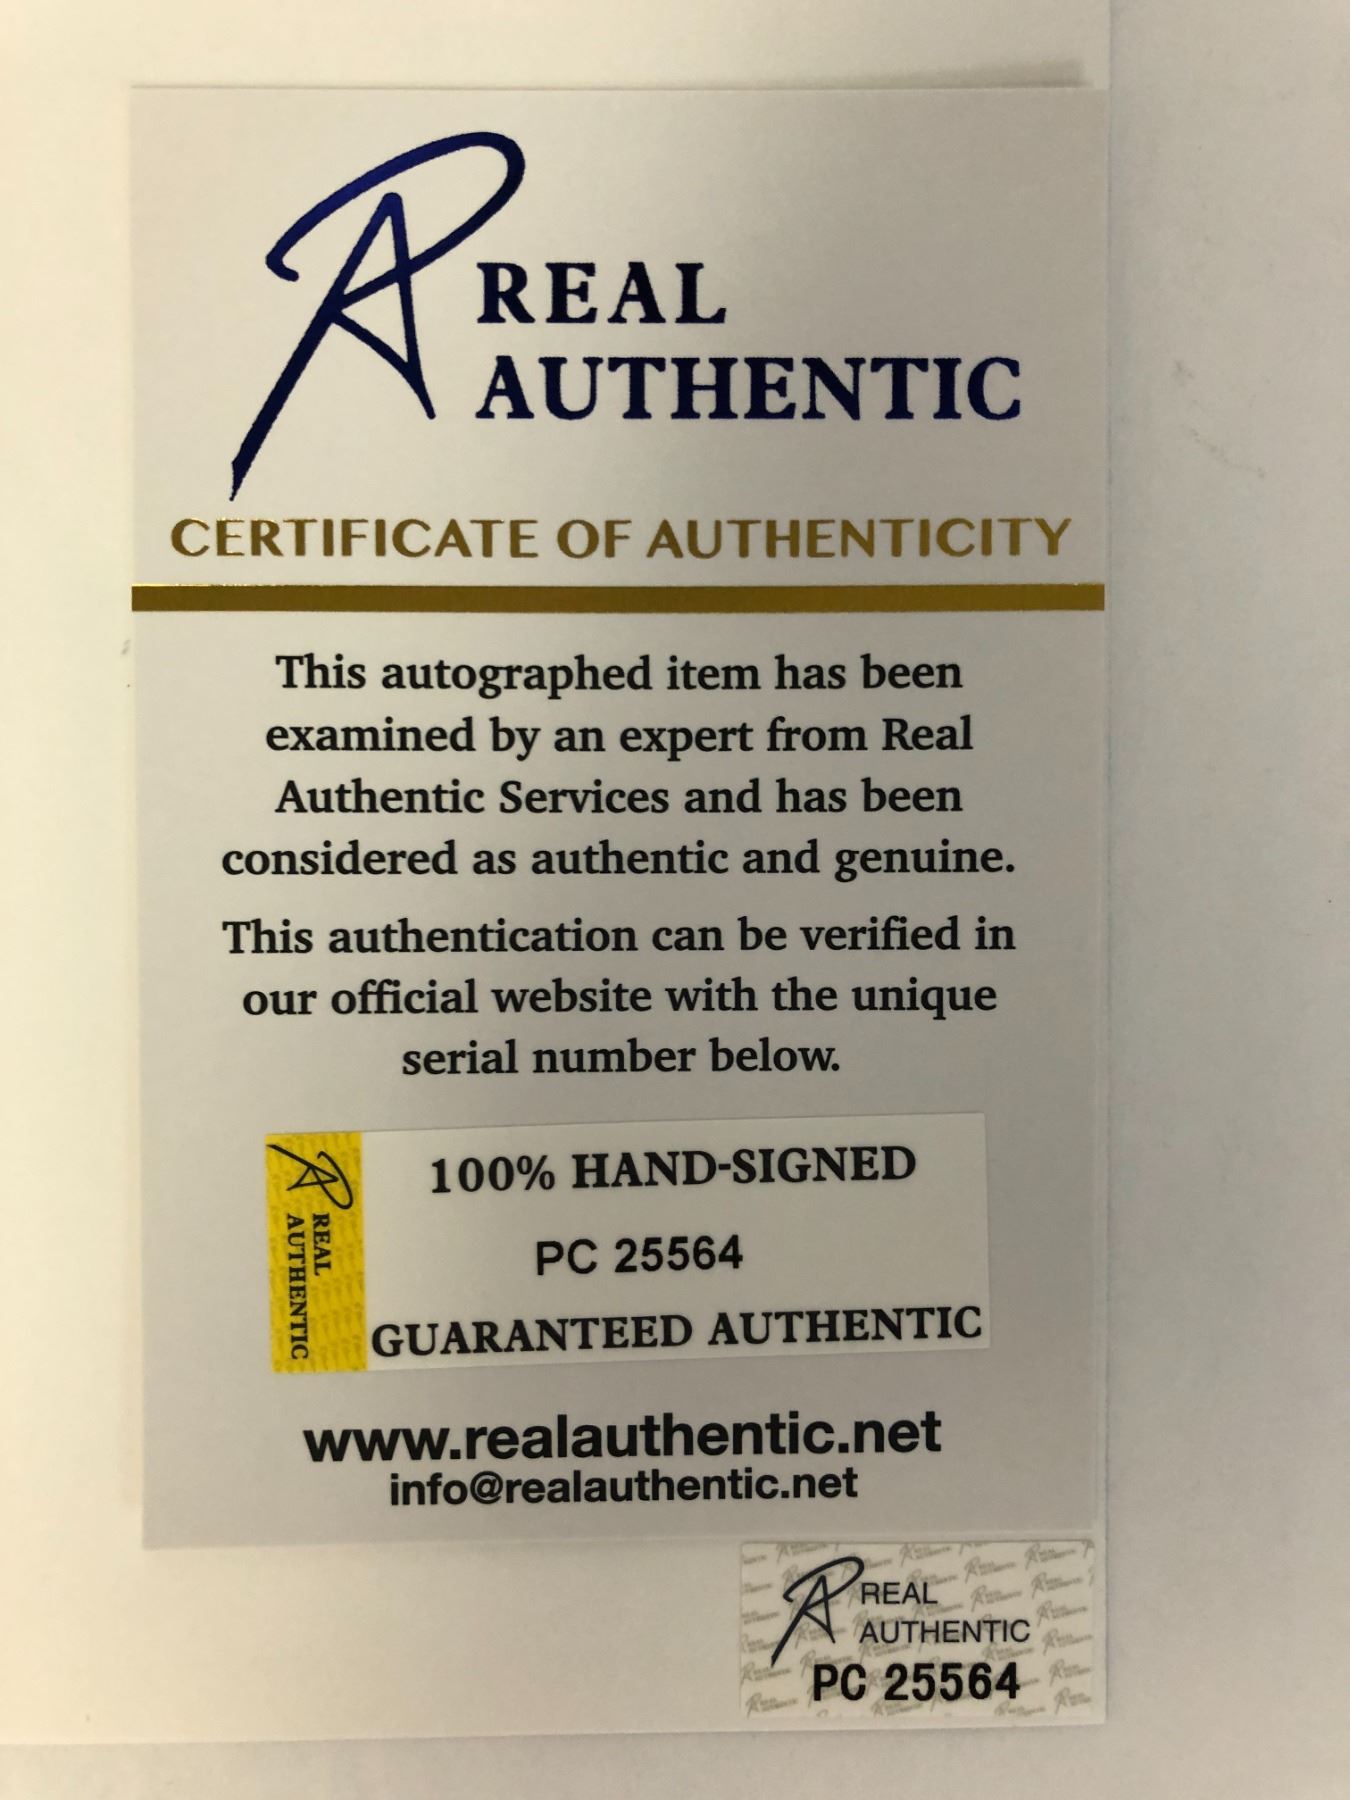 REAL
AUTHENTIC
CERTIFICATE OF AUTHENTICITY
This autographed item has been
examined by an expert from Real
Authentic Services and has been
considered as authentic and genuine.
This authentication can be verified in
our official website with the unique
serial number below.
REAL
AUTHENTIC
100% HAND-SIGNED
PC 25564
GUARANTEED AUTHENTIC
www.realauthentic.net
info@realauthentic.net
REAL
AUTHENTIC
PC 25564